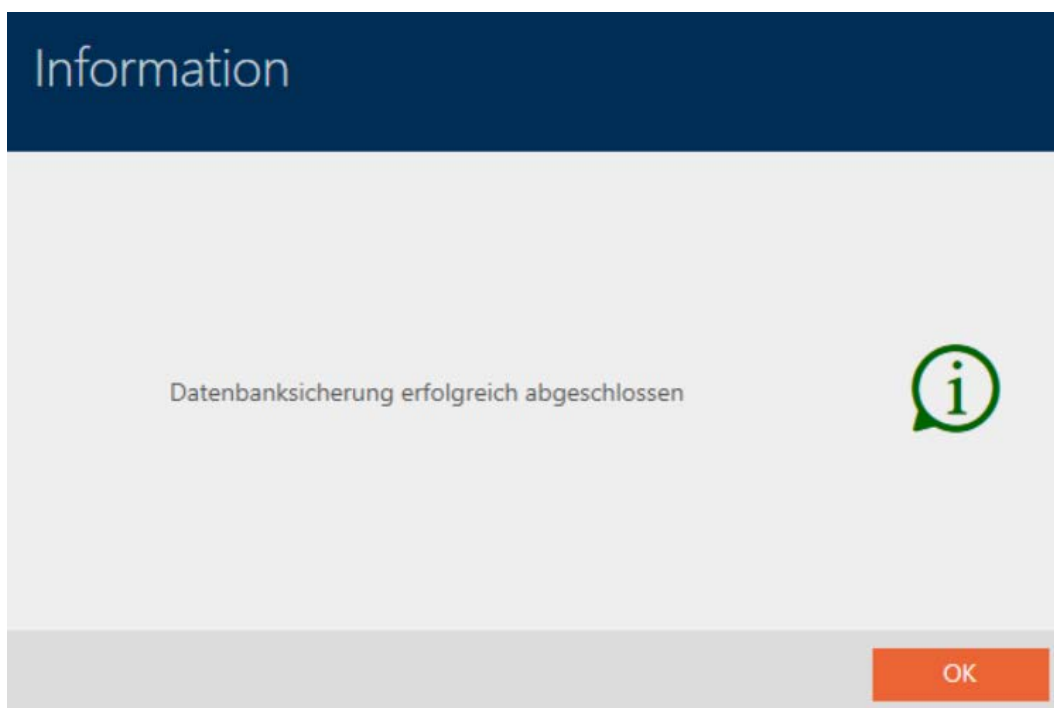 Information
Datenbanksicherung erfolgreich abgeschlossen
i
OK